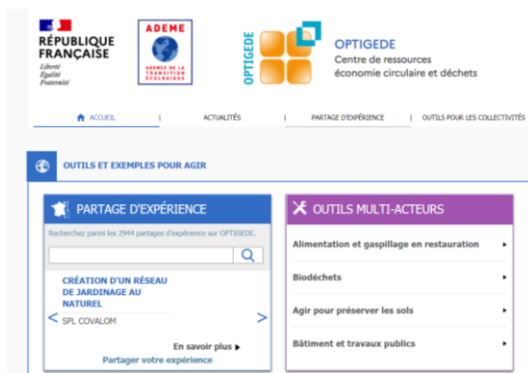 RÉPUBLIQUE
FRANÇAISE
Liberté
Égalité
Fraternité
ADEME
AGENCE DE LA
TRANSITION
ÉCOLOGIQUE
OPTIGEDE
OPTIGEDE
Centre de ressources
économie circulaire et déchets
ACCUEIL | ACTUALITÉS | PARTAGE D'EXPÉRIENCE | OUTILS POUR LES COLLECTIVITÉS
OUTILS ET EXEMPLES POUR AGIR
PARTAGE D'EXPÉRIENCE
Recherchez parmi les 2944 partages d'expérience sur OPTIGEDE.
CRÉATION D'UN RÉSEAU
DE JARDINAGE AU
NATUREL
SPL COVALOM
En savoir plus
Partager votre expérience
OUTILS MULTI-ACTEURS
Alimentation et gaspillage en restauration
Biodéchets
Agir pour préserver les sols
Bâtiment et travaux publics